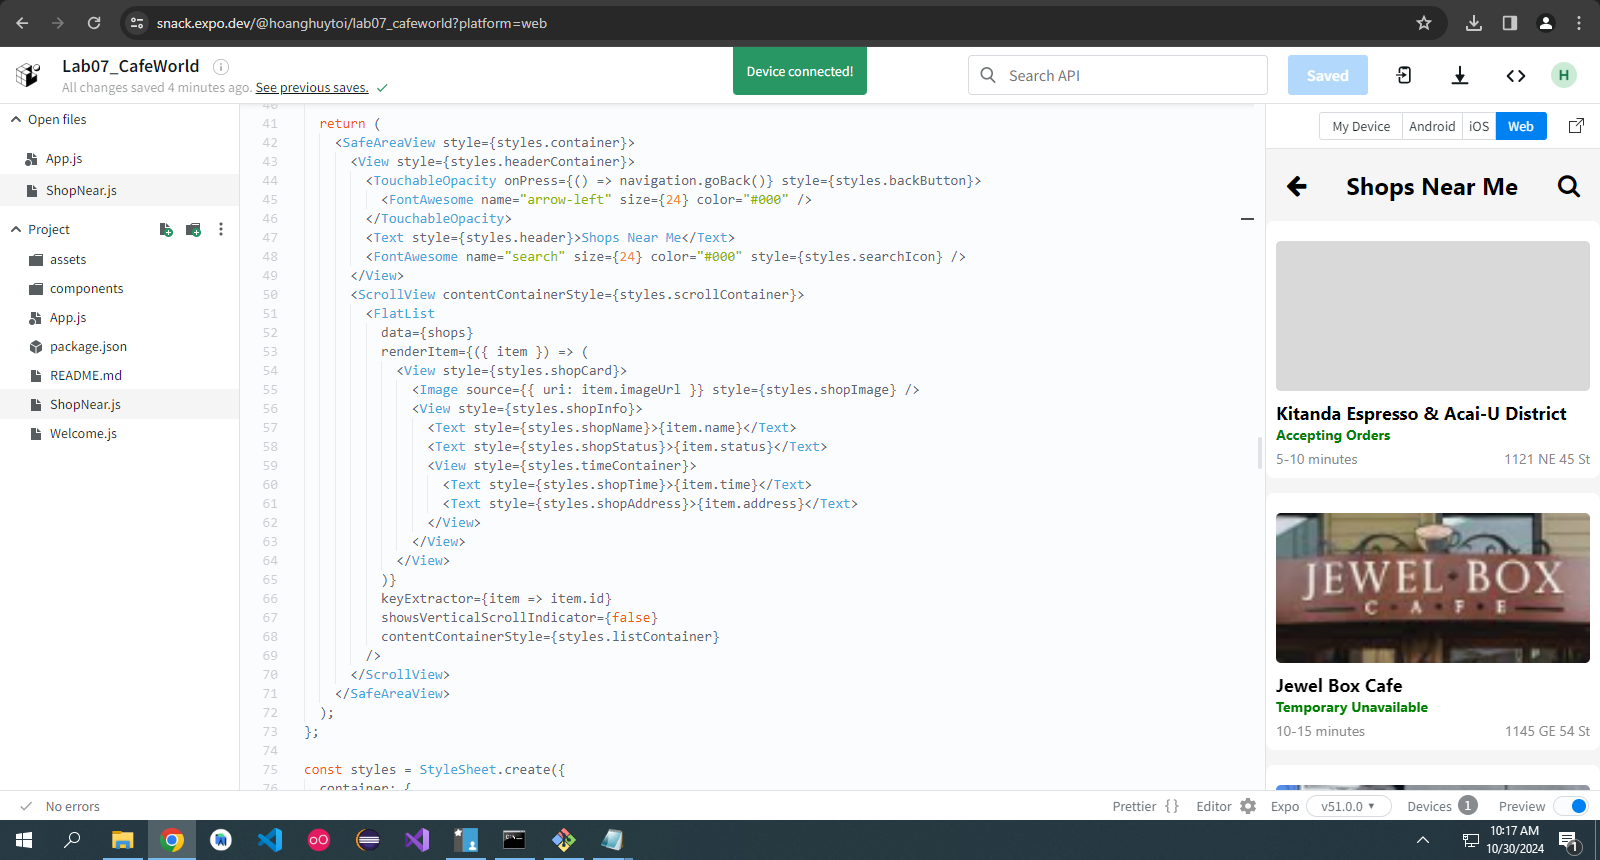 snack.expo.dev/@hoanghuytoi/lab07_cafeworld?platform=web
Lab07_CafeWorld
All changes saved 4 minutes ago. See previous saves.
Device connected!
Search API
Saved
H
Open files
App.js
ShopNear.js
Project
assets
components
App.js
package.json
README.md
ShopNear.js
Welcome.js
40
41 return (
42 <SafeAreaView style={styles.container}>
43 <View style={styles.headerContainer}>
44 <TouchableOpacity onPress={() => navigation.goBack()} style={styles.backButton}>
45 <FontAwesome name="arrow-left" size={24} color="#000" />
46 </TouchableOpacity>
47 <Text style={styles.header}>Shops Near Me</Text>
48 <FontAwesome name="search" size={24} color="#000" style={styles.searchIcon} />
49 </View>
50 <ScrollView contentContainerStyle={styles.scrollContainer}>
51 <FlatList
52 data={shops}
53 renderItem={({ item }) => (
54 <View style={styles.shopCard}>
55 <Image source={{ uri: item.imageUrl }} style={styles.shopImage} />
56 <View style={styles.shopInfo}>
57 <Text style={styles.shopName}>{item.name}</Text>
58 <Text style={styles.shopStatus}>{item.status}</Text>
59 <View style={styles.timeContainer}>
60 <Text style={styles.shopTime}>{item.time}</Text>
61 <Text style={styles.shopAddress}>{item.address}</Text>
62 </View>
63 </View>
64 </View>
65 )}
66 keyExtractor={item => item.id}
67 showsVerticalScrollIndicator={false}
68 contentContainerStyle={styles.listContainer}
69 />
70 </ScrollView>
71 </SafeAreaView>
72 );
73 };
74
75 const styles = StyleSheet.create({
76 container: {
My Device Android iOS Web
Shops Near Me
Kitanda Espresso & Acai-U District
Accepting Orders
5-10 minutes 1121 NE 45 St
JEWEL·BOX
CAFE
Jewel Box Cafe
Temporary Unavailable
10-15 minutes 1145 GE 54 St
No errors
Prettier {} Editor Expo v51.0.0 Devices 1 Preview
10:17 AM
10/30/2024
1